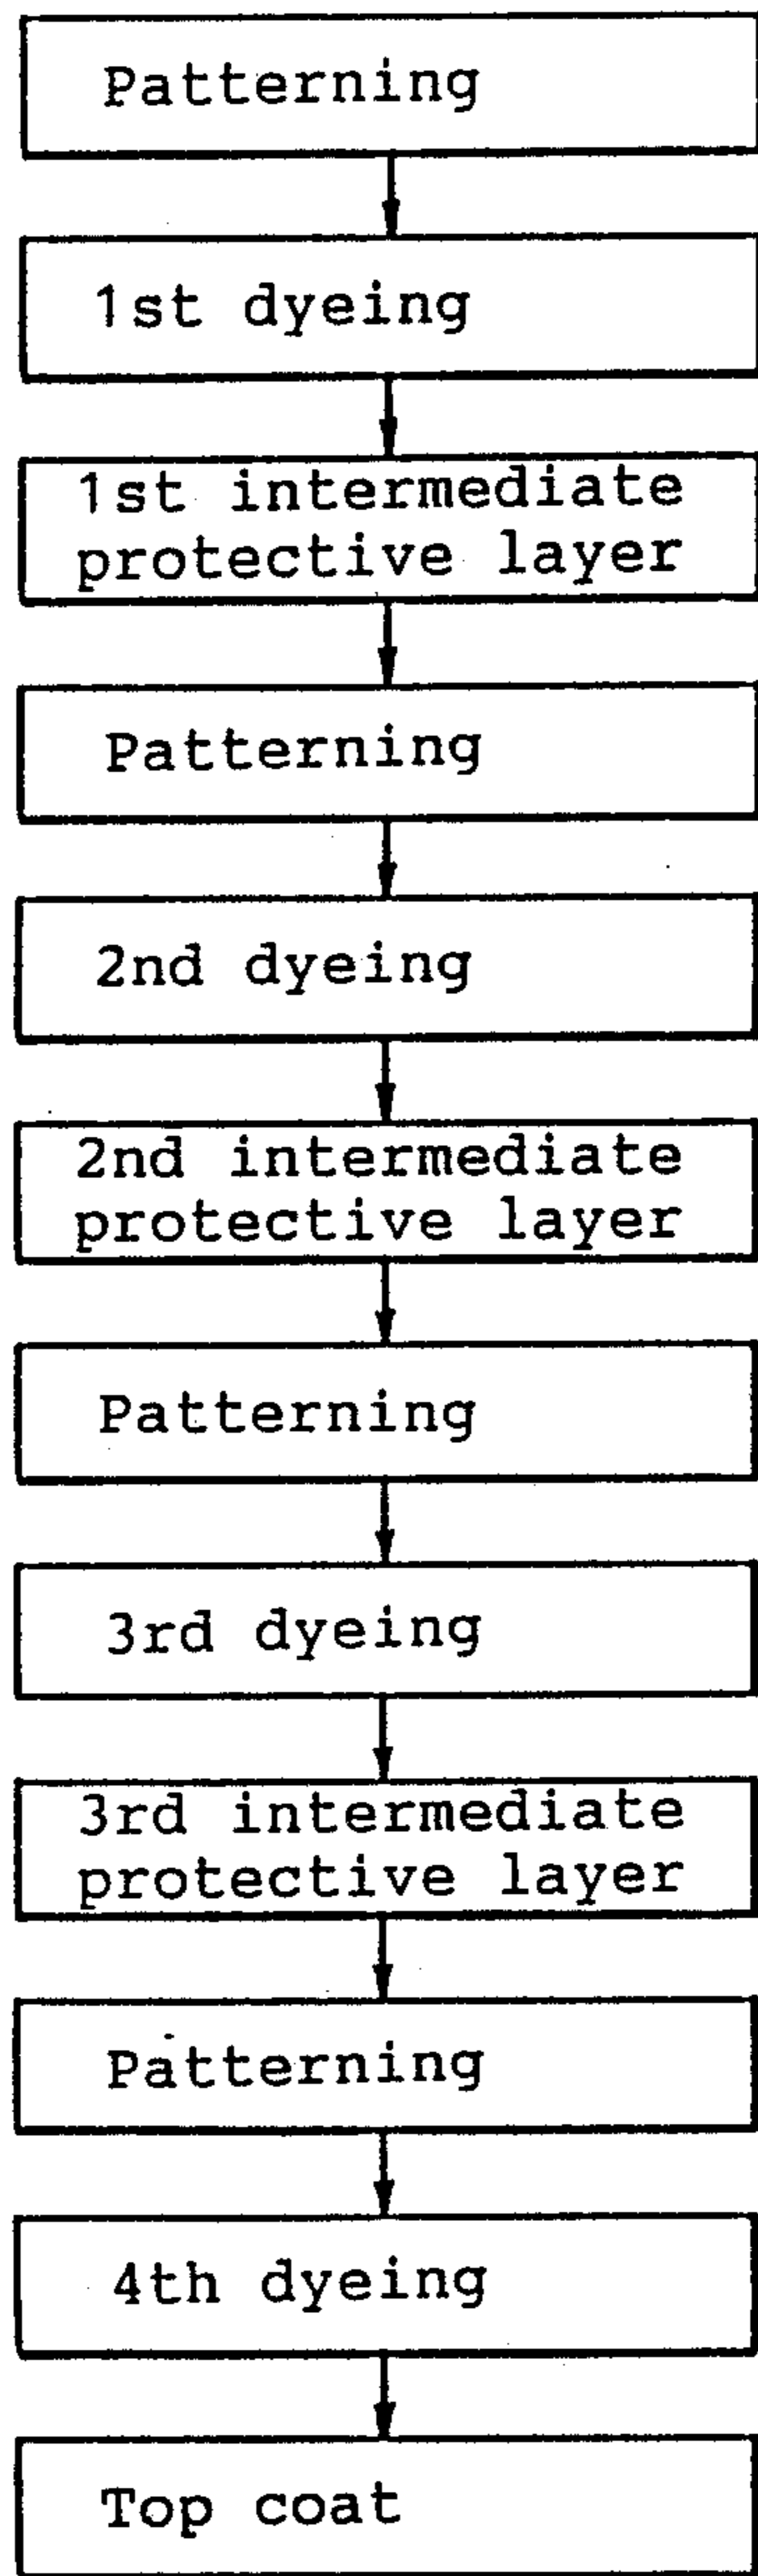 Patterning
1st dyeing
1st intermediate
protective layer
Patterning
2nd dyeing
2nd intermediate
protective layer
Patterning
3rd dyeing
3rd intermediate
protective layer
Patterning
4th dyeing
Top coat